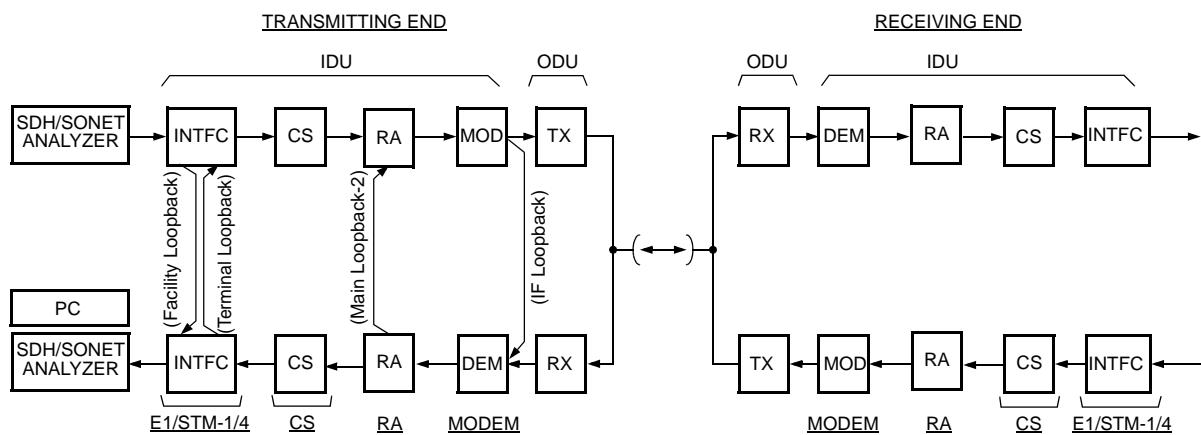 TRANSMITTING END
RECEIVING END
IDU
ODU
ODU
IDU
SDH/SONET
ANALYZER
INTFC
CS
RA
MOD
TX
RX
DEM
RA
CS
INTFC
(Facility Loopback)
(Terminal Loopback)
(Main Loopback-2)
(IF Loopback)
PC
SDH/SONET
ANALYZER
INTFC
CS
RA
DEM
RX
TX
MOD
RA
CS
INTFC
E1/STM-1/4
CS
RA
MODEM
MODEM
RA
CS
E1/STM-1/4